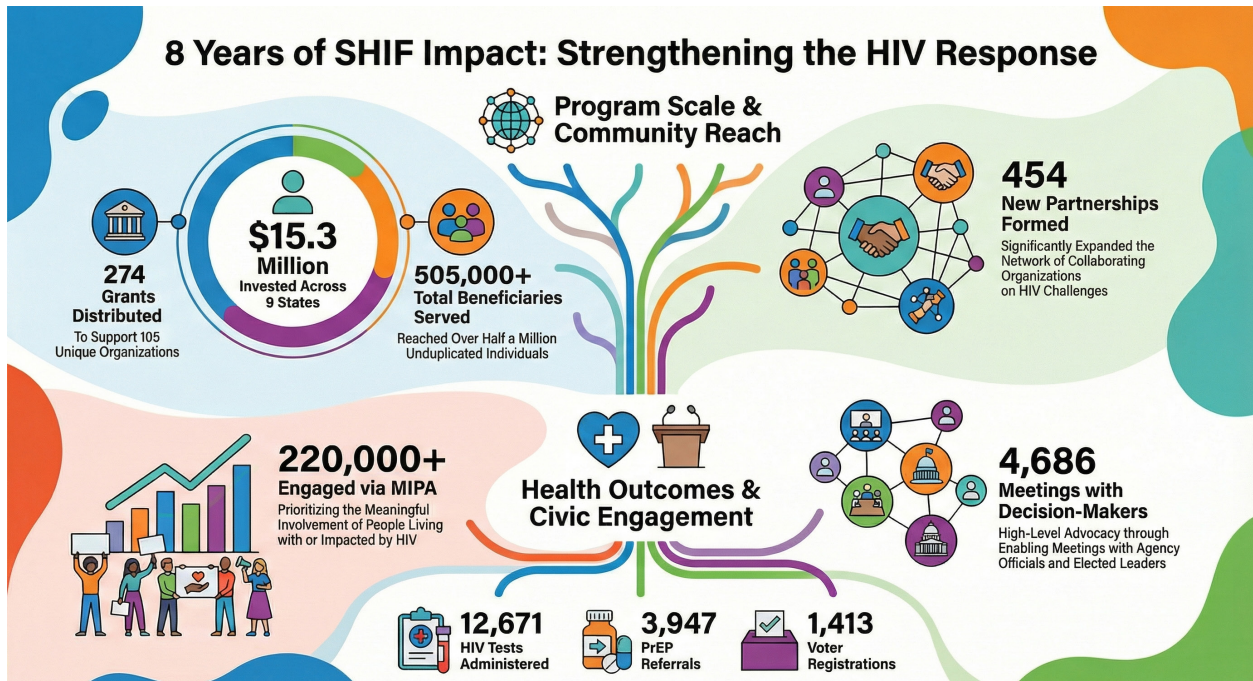 8 Years of SHIF Impact: Strengthening the HIV Response
Program Scale &
Community Reach
$15.3
Million
Invested Across
9 States
274
Grants
Distributed
To Support 105
Unique Organizations
505,000+
Total Beneficiaries
Served
Reached Over Half a Million
Unduplicated Individuals
454
New Partnerships
Formed
Significantly Expanded the
Network of Collaborating
Organizations
on HIV Challenges
220,000+
Engaged via MIPA
Prioritizing the Meaningful
Involvement of People Living
with or Impacted by HIV
Health Outcomes &
Civic Engagement
4,686
Meetings with
Decision-Makers
High-Level Advocacy through
Enabling Meetings with Agency
Officials and Elected Leaders
12,671
HIV Tests
Administered
3,947
PrEP
Referrals
1,413
Voter
Registrations